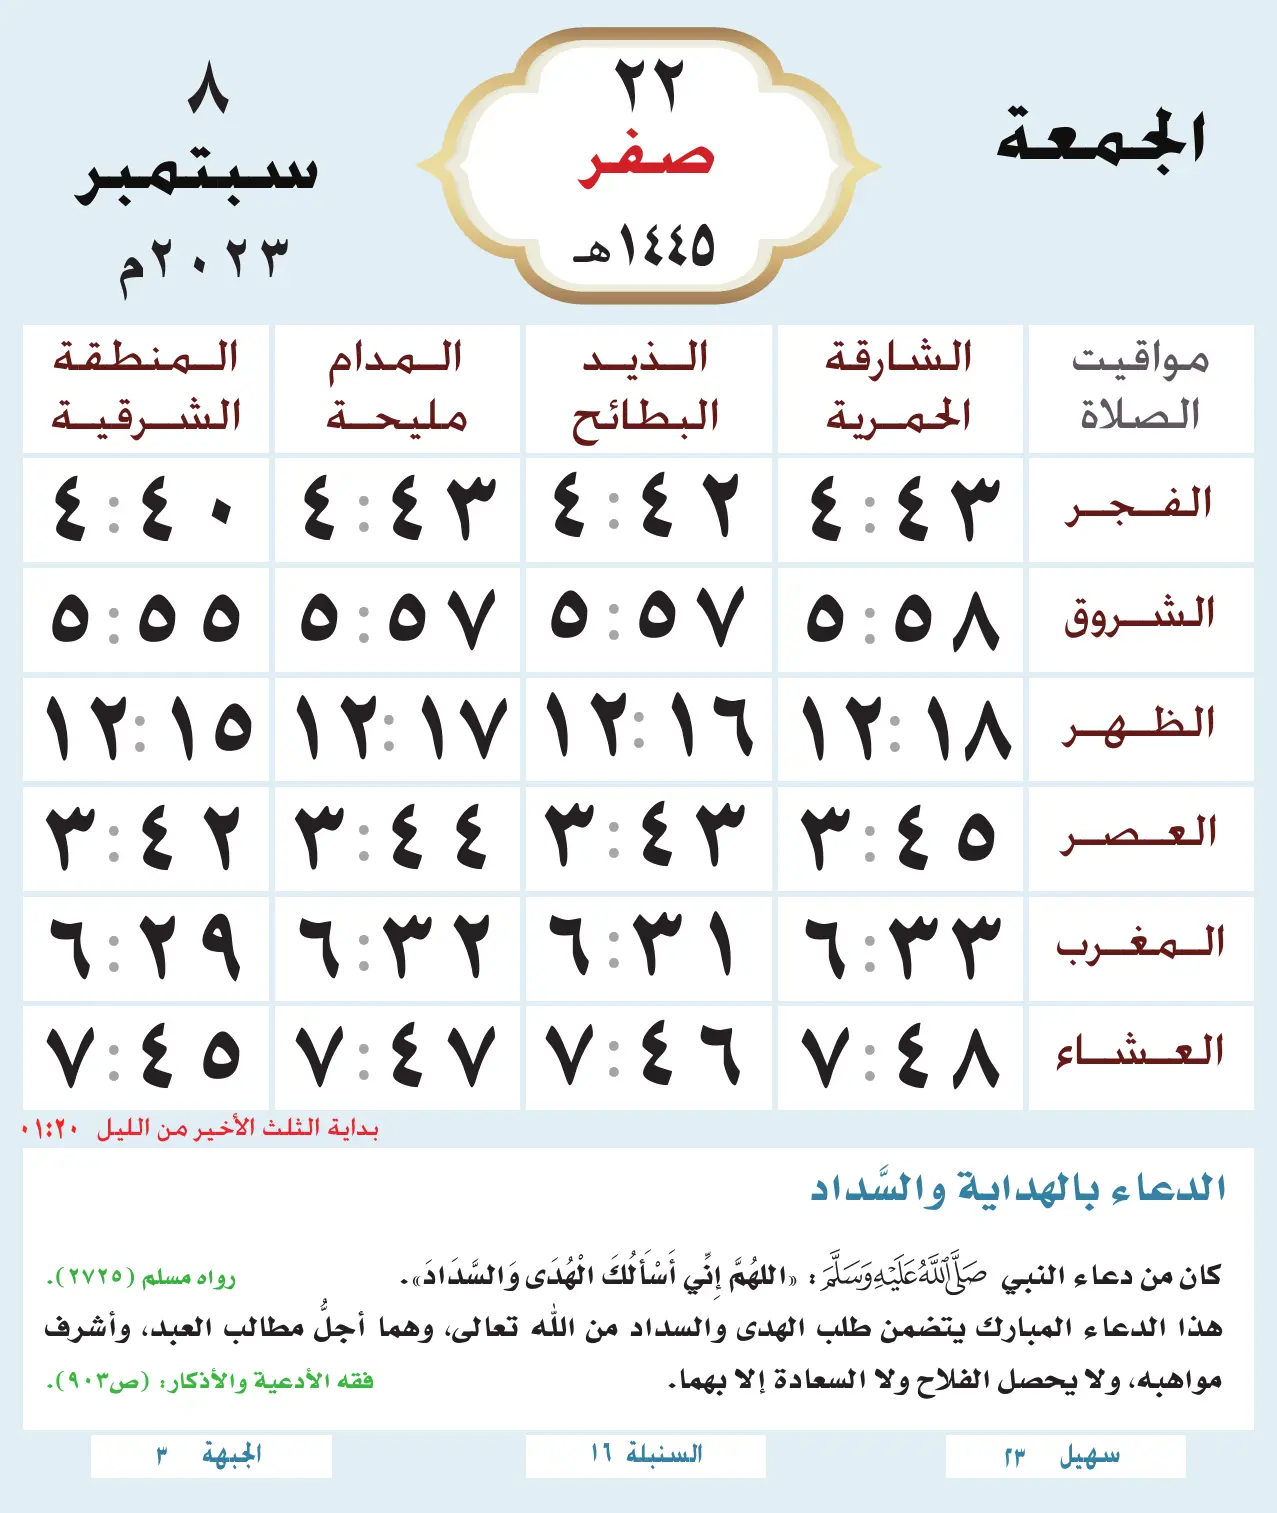 الجمعة
٢٢
صفر
١٤٤٥هـ
٨
سبتمبر
٢٠٢٣م
مواقيت الصلاة
الشارقة الحمرية
الذيد البطائح
المدام مليحة
المنطقة الشرقية
الفجر ٤:٤٣ ٤:٤٢ ٤:٤٣ ٤:٤٠
الشروق ٥:٥٨ ٥:٥٧ ٥:٥٧ ٥:٥٥
الظهر ١٢:١٨ ١٢:١٦ ١٢:١٧ ١٢:١٥
العصر ٣:٤٥ ٣:٤٣ ٣:٤٤ ٣:٤٢
المغرب ٦:٣٣ ٦:٣١ ٦:٣٢ ٦:٢٩
العشاء ٧:٤٨ ٧:٤٦ ٧:٤٧ ٧:٤٥
بداية الثلث الأخير من الليل ٠١:٢٠
الدعاء بالهداية والسَّداد
كان من دعاء النبي صَلَّى اللَّهُ عَلَيْهِ وَسَلَّمَ: «اللهُمَّ إِنِّي أَسْأَلُكَ الْهُدَى وَالسَّدَادَ». رواه مسلم (٢٧٢٥).
هذا الدعاء المبارك يتضمن طلب الهدى والسداد من الله تعالى، وهما أجلُّ مطالب العبد، وأشرف
مواهبه، ولا يحصل الفلاح ولا السعادة إلا بهما. فقه الأدعية والأذكار: (ص٩٠٣).
سهيل ٢٣ السنبلة ١٦ الجبهة ٣